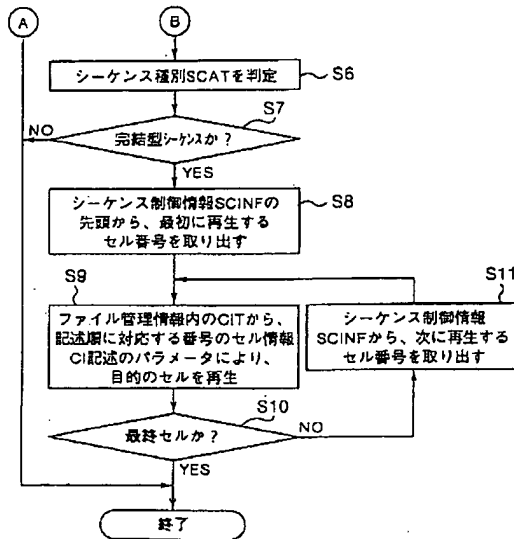 A
B
シーケンス種別SCATを判定
S6
S7
NO
完結型シーケンスか？
YES
シーケンス制御情報SCINFの
先頭から、最初に再生する
セル番号を取り出す
S8
S9
S11
ファイル管理情報内のCITから、
記述順に対応する番号のセル情報
CI記述のパラメータにより、
目的のセルを再生
シーケンス制御情報
SCINFから、次に再生する
セル番号を取り出す
S10
最終セルか？
NO
YES
終了